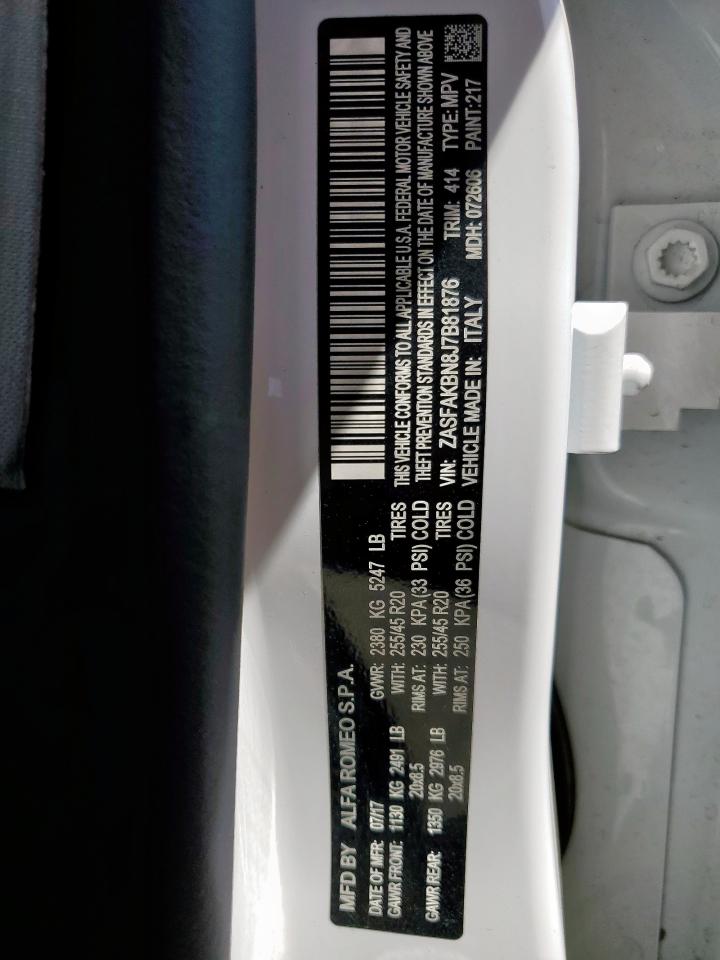 MFD BY ALFA ROMEO S.P.A.
DATE OF MFR: 07/17 GVWR: 2380 KG 5247 LB
GAWR FRONT: 1130 KG 2491 LB WITH: 255/45 R20 TIRES
20x8.5 RIMS AT: 230 KPA (33 PSI) COLD
GAWR REAR: 1350 KG 2976 LB WITH: 255/45 R20 TIRES
20x8.5 RIMS AT: 250 KPA (36 PSI) COLD
THIS VEHICLE CONFORMS TO ALL APPLICABLE U.S.A. FEDERAL MOTOR VEHICLE SAFETY AND
THEFT PREVENTION STANDARDS IN EFFECT ON THE DATE OF MANUFACTURE SHOWN ABOVE
VIN: ZASFAKBN8J7B81876 TRIM: 414 TYPE: MPV
VEHICLE MADE IN: ITALY MDH: 072606 PAINT: 217